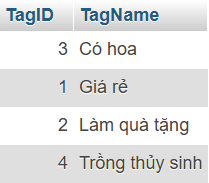 TagID TagName
3 Có hoa
1 Giá rẻ
2 Làm quà tặng
4 Trồng thủy sinh